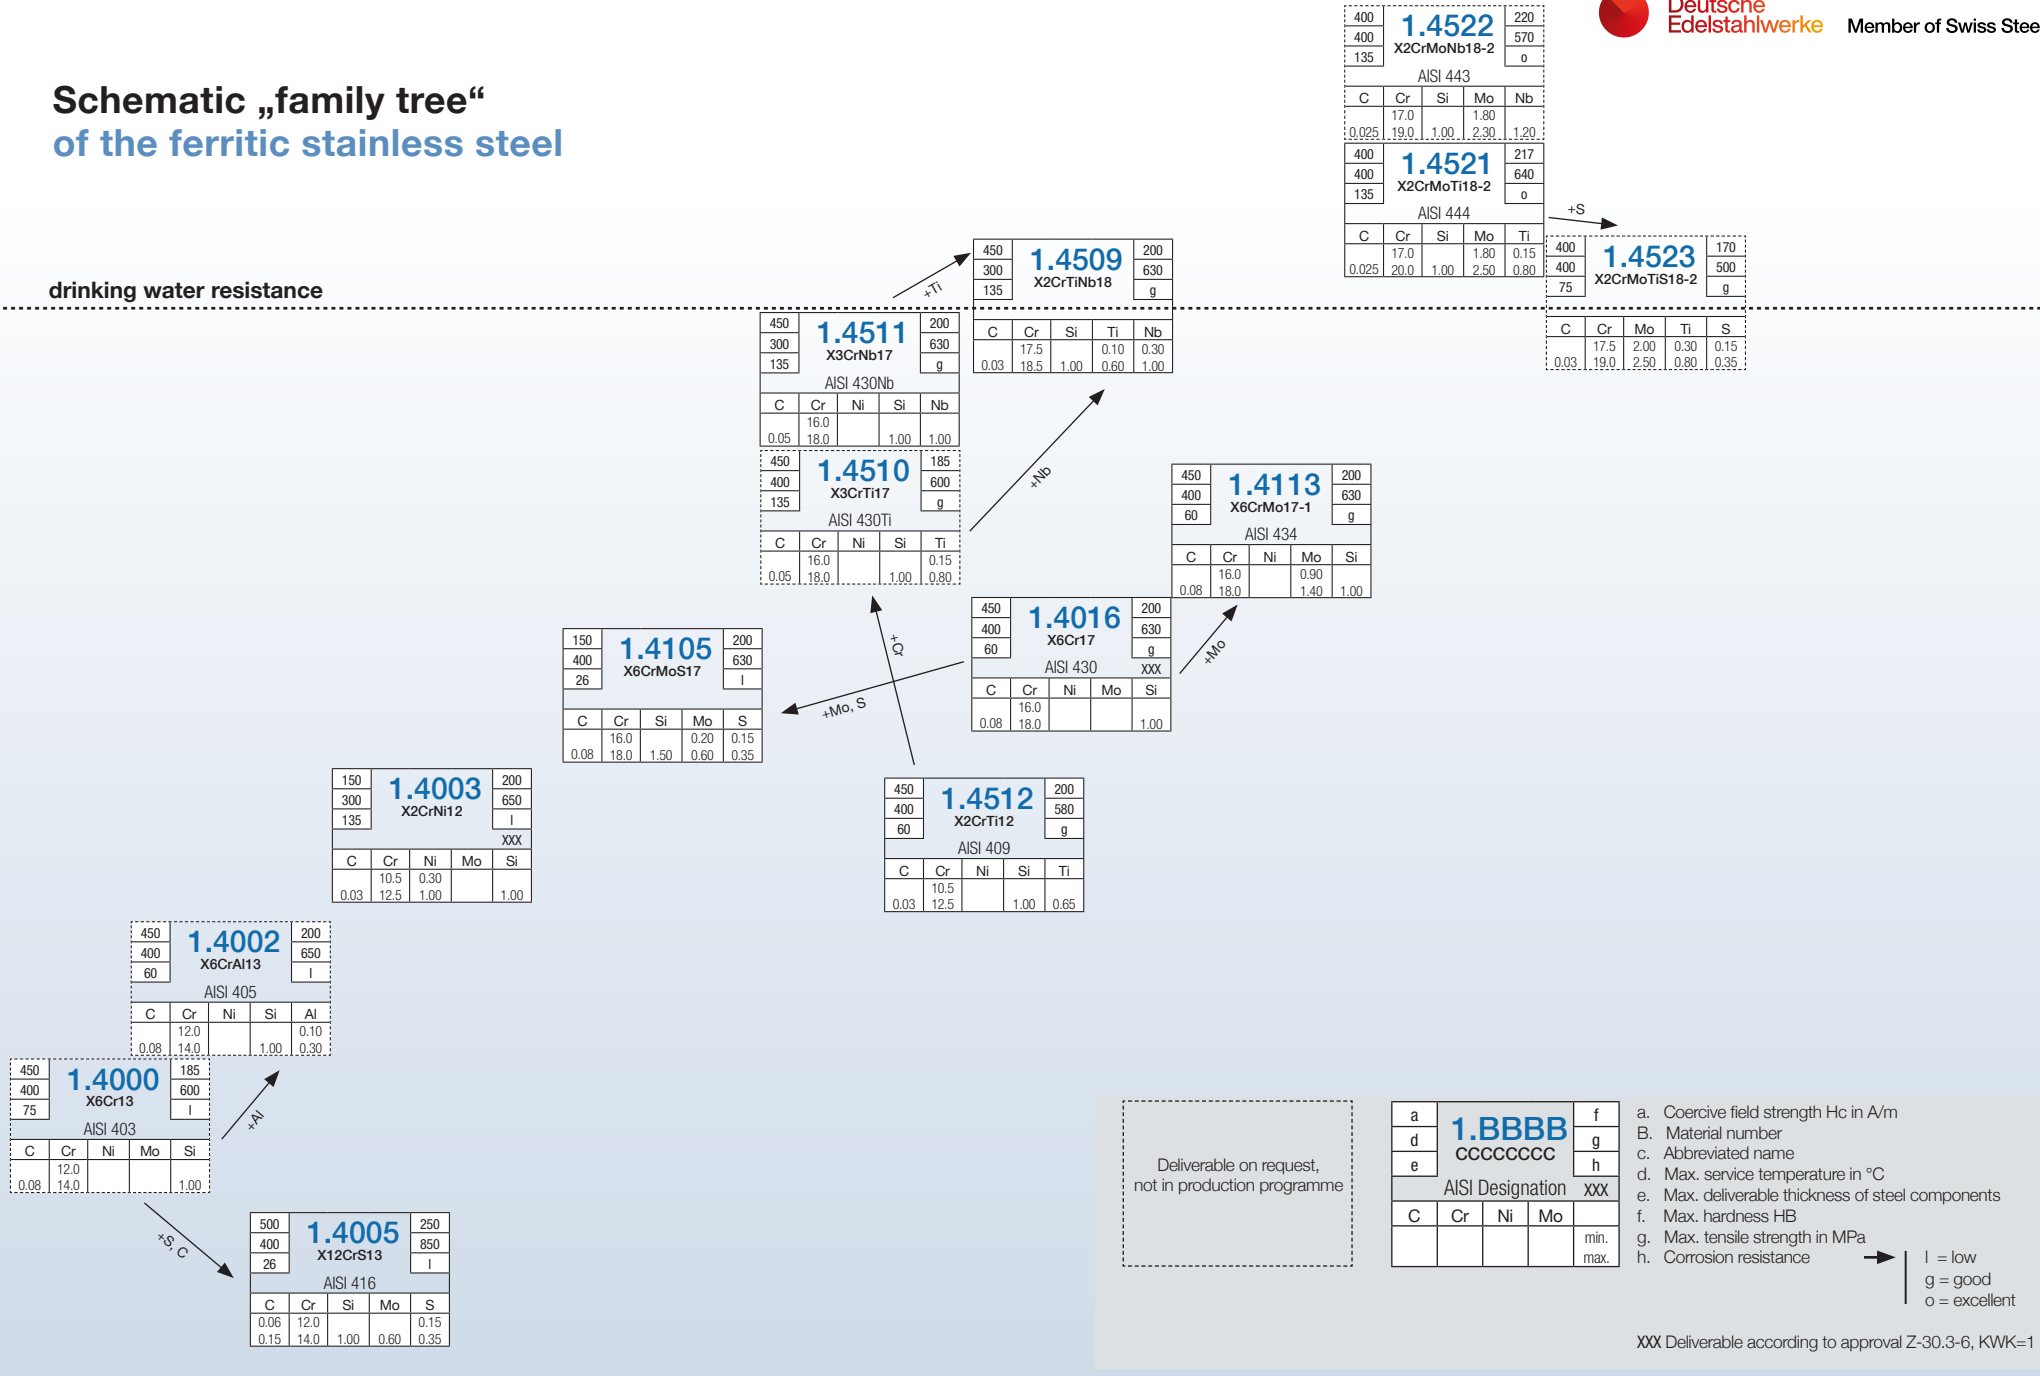 Deutsche
Edelstahlwerke
Member of Swiss Stee
Schematic „family tree“
of the ferritic stainless steel
400 1.4522 220
400 X2CrMoNb18-2 570
135 o
AISI 443
C Cr Si Mo Nb
17.0 1.80
0.025 19.0 1.00 2.30 1.20
400 1.4521 217
400 X2CrMoTi18-2 640
135 o
AISI 444
C Cr Si Mo Ti
17.0 1.80 0.15
0.025 20.0 1.00 2.50 0.80
+S
400 1.4523 170
400 X2CrMoTiS18-2 500
75 g
C Cr Mo Ti S
17.5 2.00 0.30 0.15
0.03 19.0 2.50 0.80 0.35
+Ti
450 1.4509 200
300 X2CrTiNb18 630
135 g
C Cr Si Ti Nb
17.5 0.10 0.30
0.03 18.5 1.00 0.60 1.00
drinking water resistance
450 1.4511 200
300 X3CrNb17 630
135 g
AISI 430Nb
C Cr Ni Si Nb
16.0
0.05 18.0 1.00 1.00
450 1.4510 185
400 X3CrTi17 600
135 g
AISI 430Ti
C Cr Ni Si Ti
16.0 0.15
0.05 18.0 1.00 0.80
+Nb
450 1.4113 200
400 X6CrMo17-1 630
60 g
AISI 434
C Cr Ni Mo Si
16.0 0.90
0.08 18.0 1.40 1.00
+Cr
450 1.4016 200
400 X6Cr17 630
60 g
AISI 430 XXX
C Cr Ni Mo Si
16.0
0.08 18.0 1.00
+Mo
150 1.4105 200
400 X6CrMoS17 630
26 l
C Cr Si Mo S
16.0 0.20 0.15
0.08 18.0 1.50 0.60 0.35
+Mo, S
150 1.4003 200
300 X2CrNi12 650
135 l
XXX
C Cr Ni Mo Si
10.5 0.30
0.03 12.5 1.00 1.00
450 1.4512 200
400 X2CrTi12 580
60 g
AISI 409
C Cr Ni Si Ti
10.5
0.03 12.5 1.00 0.65
450 1.4002 200
400 X6CrAl13 650
60 l
AISI 405
C Cr Ni Si Al
12.0 0.10
0.08 14.0 1.00 0.30
450 1.4000 185
400 X6Cr13 600
75 l
AISI 403
C Cr Ni Mo Si
12.0
0.08 14.0 1.00
+Al
+S, C
500 1.4005 250
400 X12CrS13 850
26 l
AISI 416
C Cr Si Mo S
0.06 12.0 0.15
0.15 14.0 1.00 0.60 0.35
Deliverable on request,
not in production programme
a 1.BBBB f
d CCCCCCCC g
e h
AISI Designation XXX
C Cr Ni Mo
min.
max.
a. Coercive field strength Hc in A/m
B. Material number
c. Abbreviated name
d. Max. service temperature in °C
e. Max. deliverable thickness of steel components
f. Max. hardness HB
g. Max. tensile strength in MPa
h. Corrosion resistance
l = low
g = good
o = excellent
XXX Deliverable according to approval Z-30.3-6, KWK=1